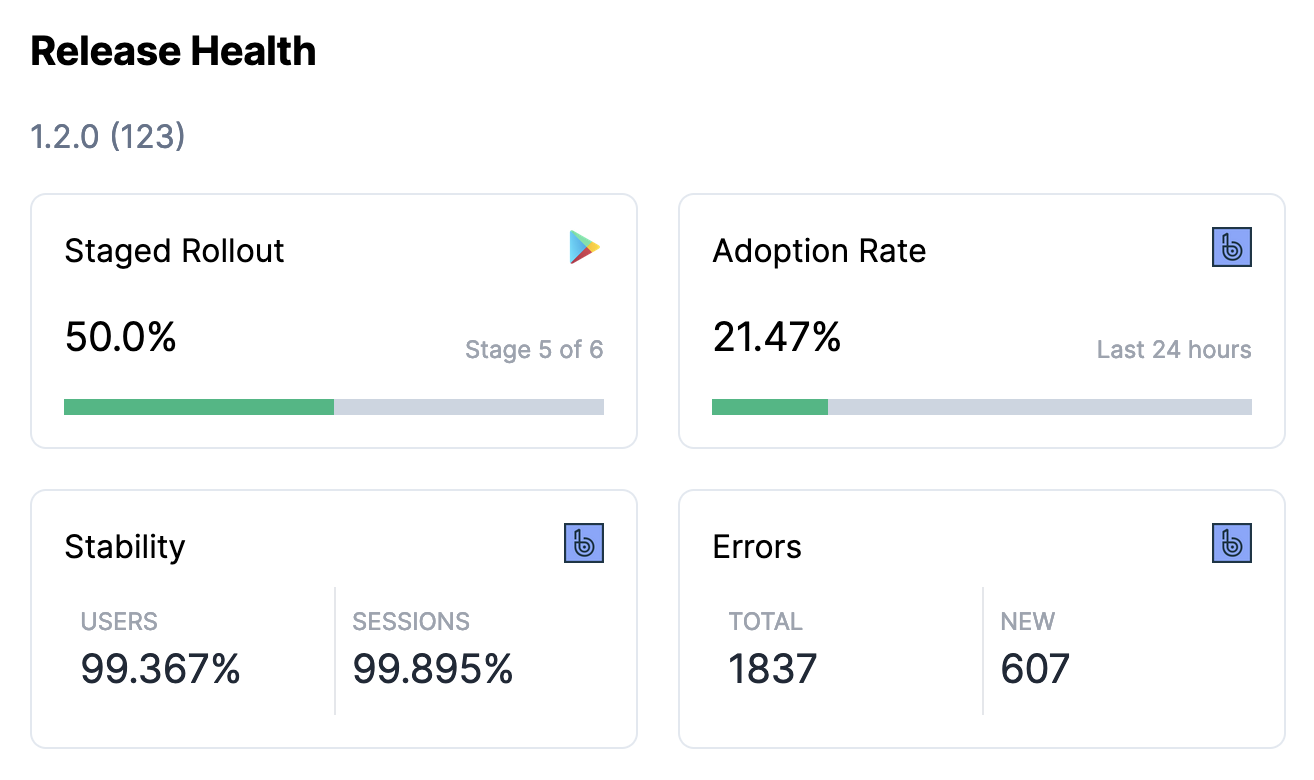 Release Health
1.2.0 (123)
Staged Rollout
50.0%
Stage 5 of 6
Adoption Rate
21.47%
Last 24 hours
Stability
USERS
99.367%
SESSIONS
99.895%
Errors
TOTAL
1837
NEW
607